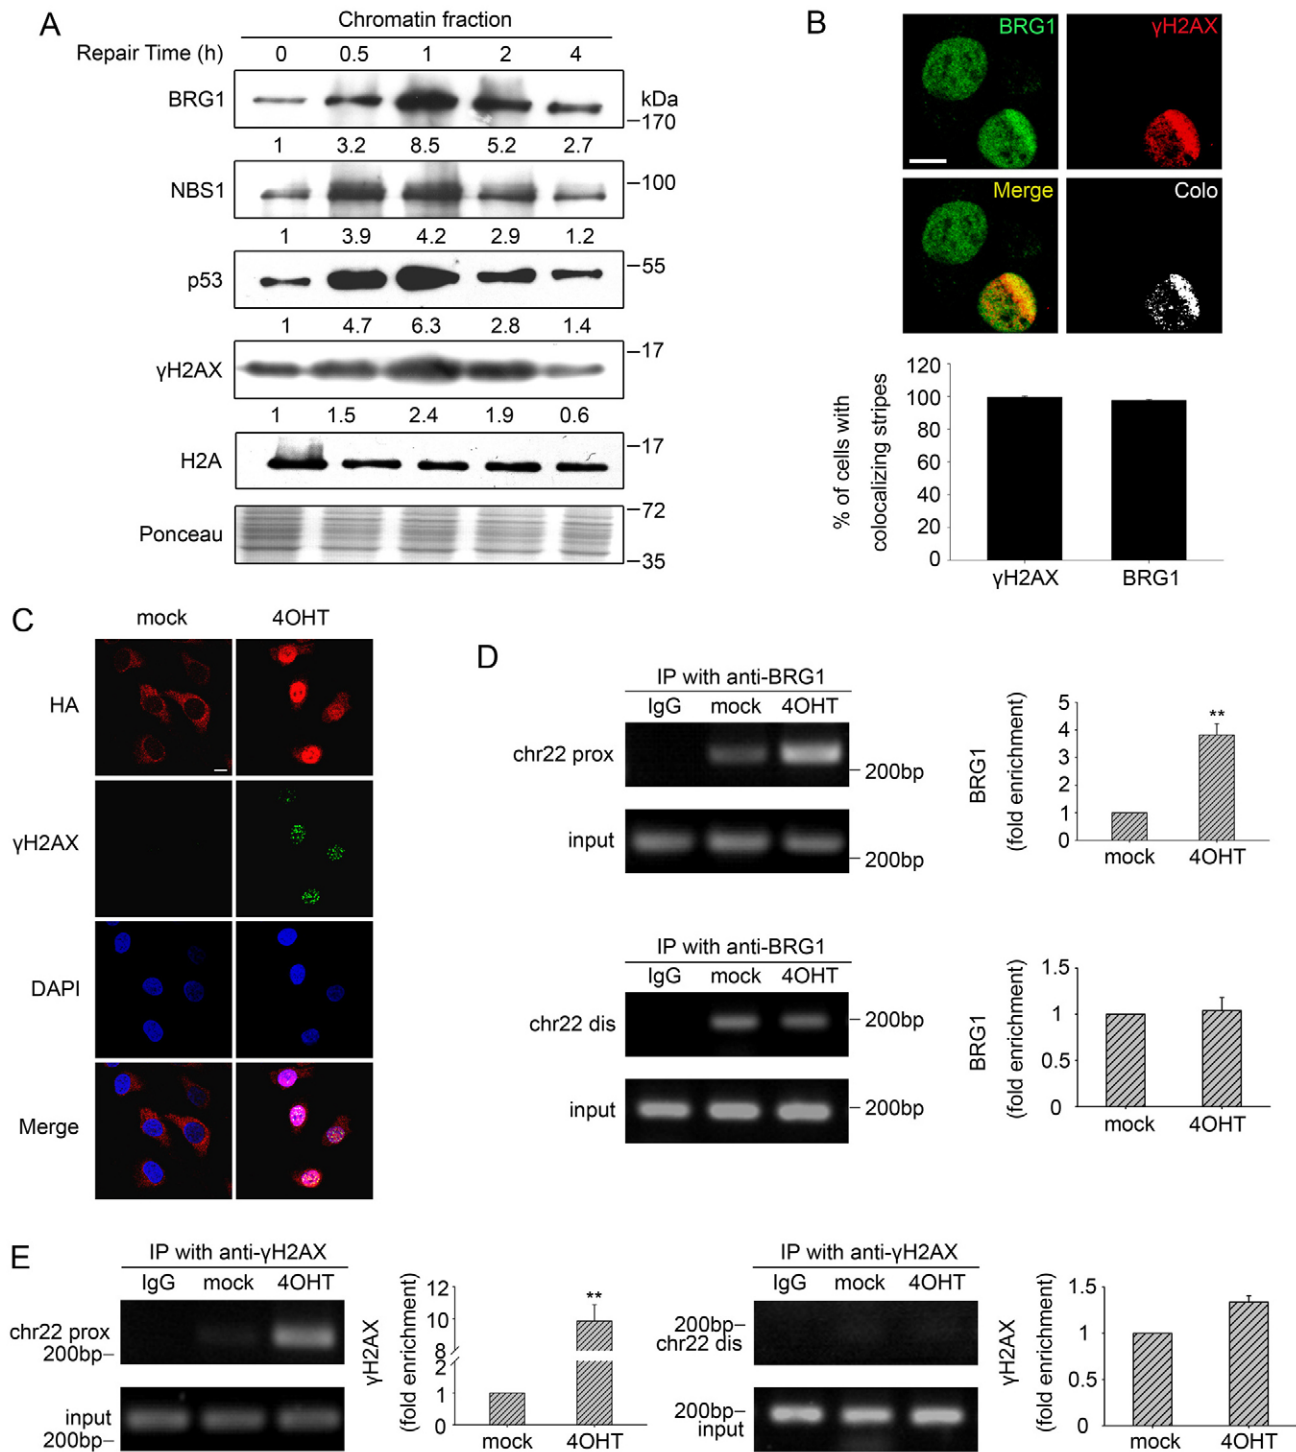 A
Chromatin fraction
Repair Time (h) 0 0.5 1 2 4
BRG1
kDa
–170
1 3.2 8.5 5.2 2.7
NBS1
–100
1 3.9 4.2 2.9 1.2
p53
–55
1 4.7 6.3 2.8 1.4
γH2AX
–17
1 1.5 2.4 1.9 0.6
H2A
–17
Ponceau
–72
–35
B
BRG1
γH2AX
Merge
Colo
% of cells with
colocalizing stripes
120
100
80
60
40
20
0
γH2AX BRG1
C
mock 4OHT
HA
γH2AX
DAPI
Merge
D
IP with anti-BRG1
IgG mock 4OHT
chr22 prox
–200bp
input
–200bp
BRG1
(fold enrichment)
5
4
3
2
1
0
**
mock 4OHT
IP with anti-BRG1
IgG mock 4OHT
chr22 dis
–200bp
input
–200bp
BRG1
(fold enrichment)
1.5
1
0.5
0
mock 4OHT
E
IP with anti-γH2AX
IgG mock 4OHT
chr22 prox
200bp–
input
200bp–
γH2AX
(fold enrichment)
12
10
8
2
1
0
**
mock 4OHT
IP with anti-γH2AX
IgG mock 4OHT
200bp–
chr22 dis
200bp–
input
γH2AX
(fold enrichment)
1.5
1
0.5
0
mock 4OHT